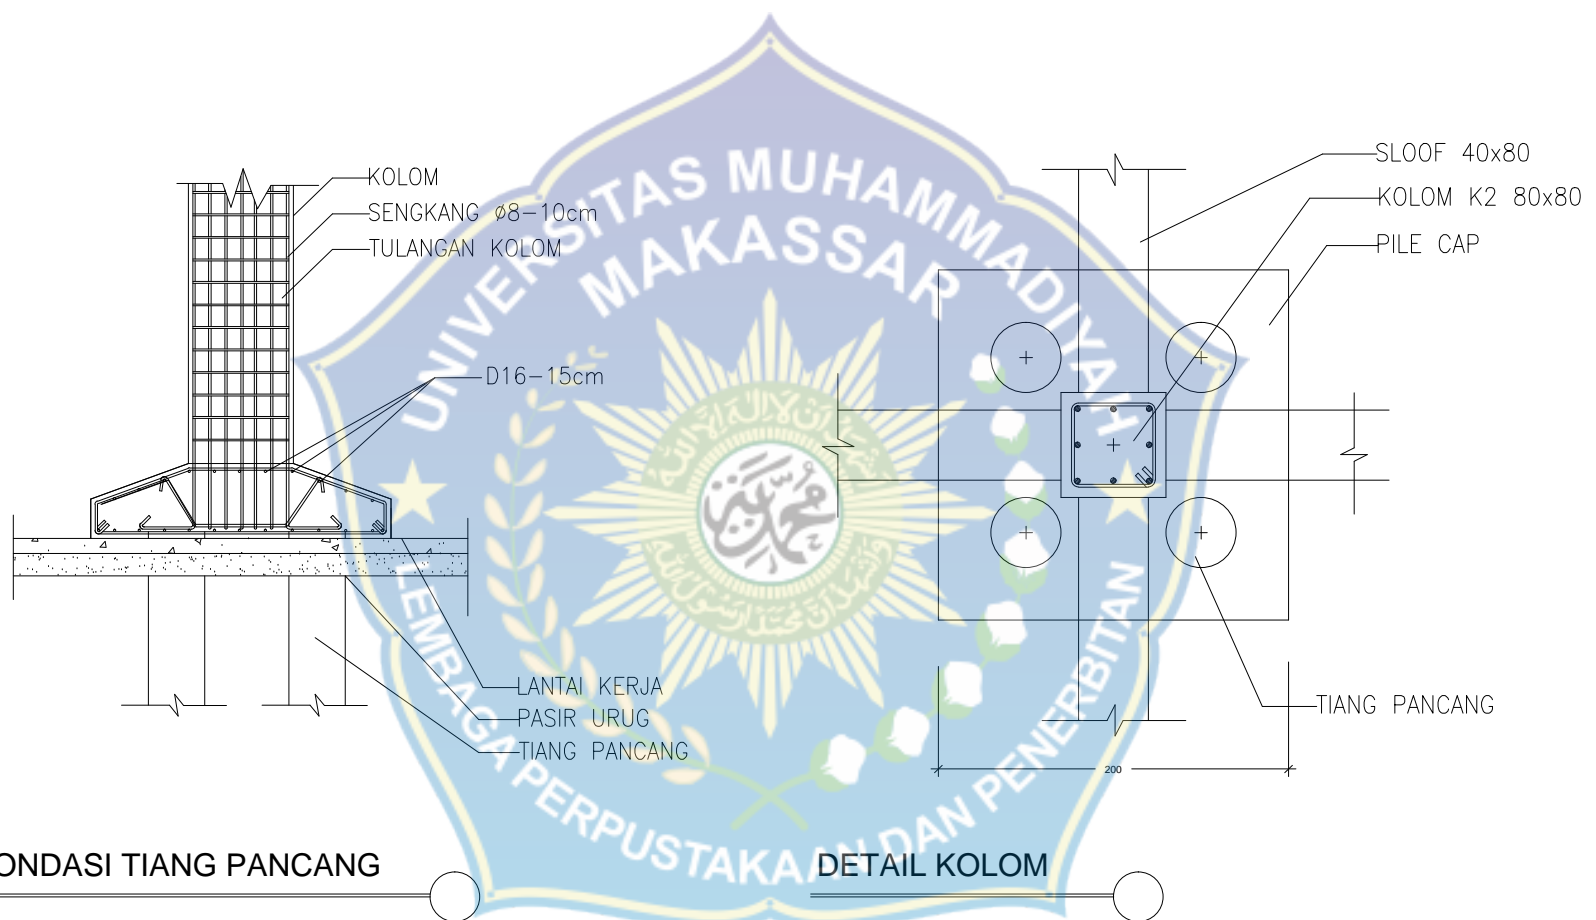 KOLOM
SENGKANG ø8-10cm
TULANGAN KOLOM
D16-15cm
LANTAI KERJA
PASIR URUG
TIANG PANCANG
ONDASI TIANG PANCANG
SLOOF 40x80
KOLOM K2 80x80
PILE CAP
TIANG PANCANG
200
DETAIL KOLOM
UNIVERSITAS MUHAMMADIYAH
MAKASSAR
LEMBAGA PERPUSTAKAAN DAN PENERBITAN